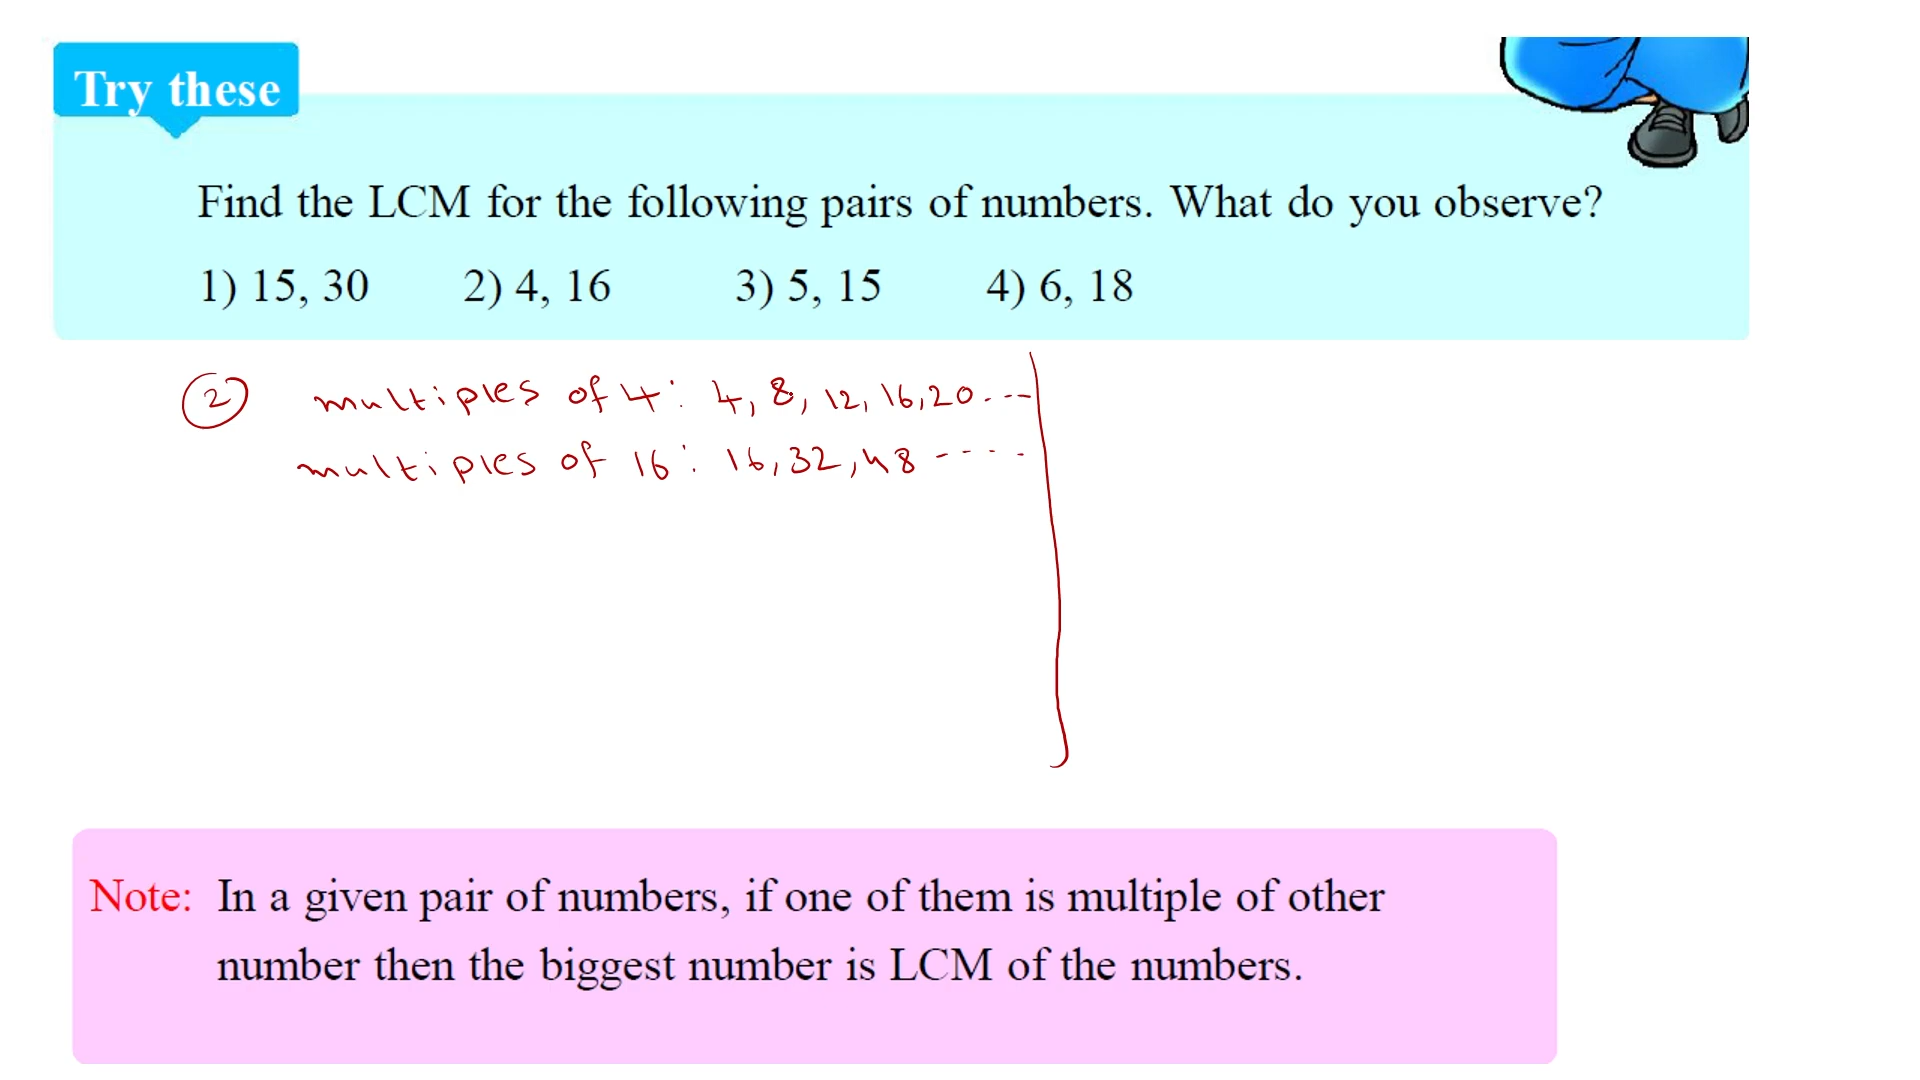 Try these
Find the LCM for the following pairs of numbers. What do you observe?
1) 15, 30 2) 4, 16 3) 5, 15 4) 6, 18
2 multiples of 4: 4, 8, 12, 16, 20 . - - -
multiples of 16: 16, 32, 48 - - - - .
Note: In a given pair of numbers, if one of them is multiple of other
number then the biggest number is LCM of the numbers.